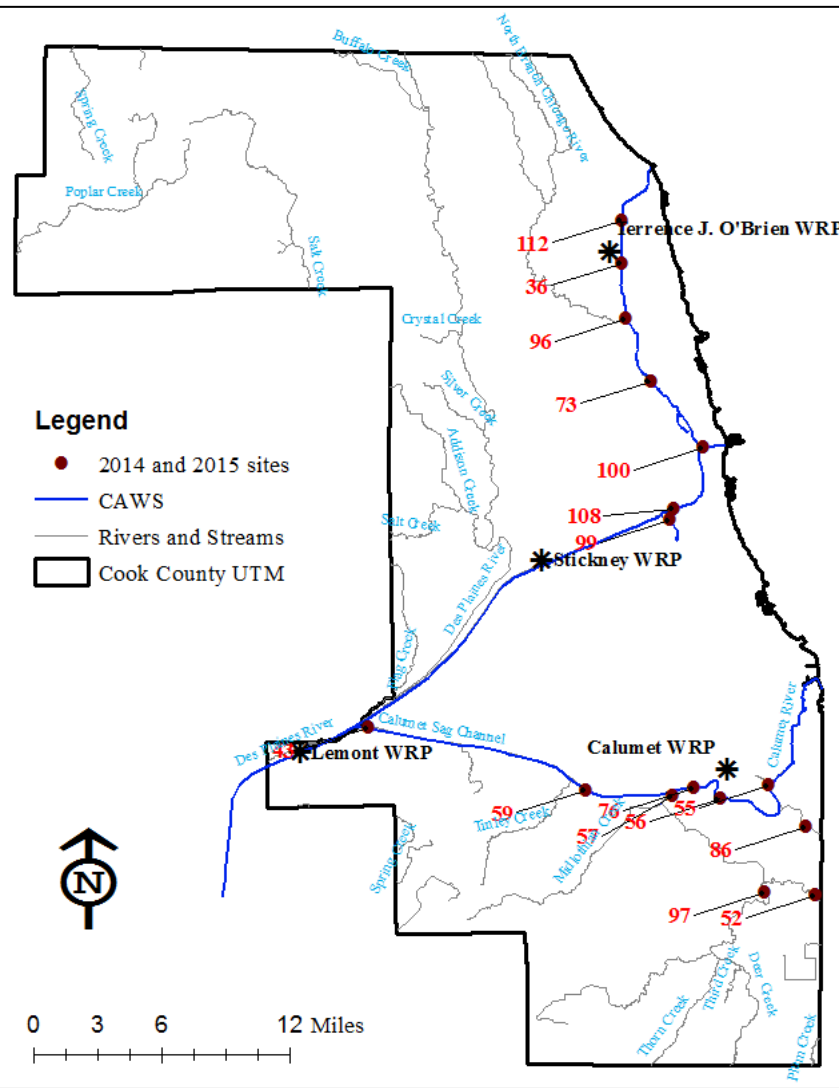 Buffalo Creek
North Branch Chicago River
Spring Creek
Poplar Creek
Salt Creek
112
Terrence J. O'Brien WRP
36
Crystal Creek
96
Silver Creek
73
Legend
2014 and 2015 sites
CAWS
Rivers and Streams
Cook County UTM
Addison Creek
100
Salt Creek
108
99
Stickney WRP
Des Plaines River
Flag Creek
Calumet River
Des Plaines River
Calumet Sag Channel
43
Lemont WRP
Calumet WRP
59
76
55
57
56
Tinley Creek
Midlothian Creek
86
Spring Creek
97
52
N
Third Creek
Deer Creek
Thorn Creek
Plum Creek
0 3 6 12 Miles